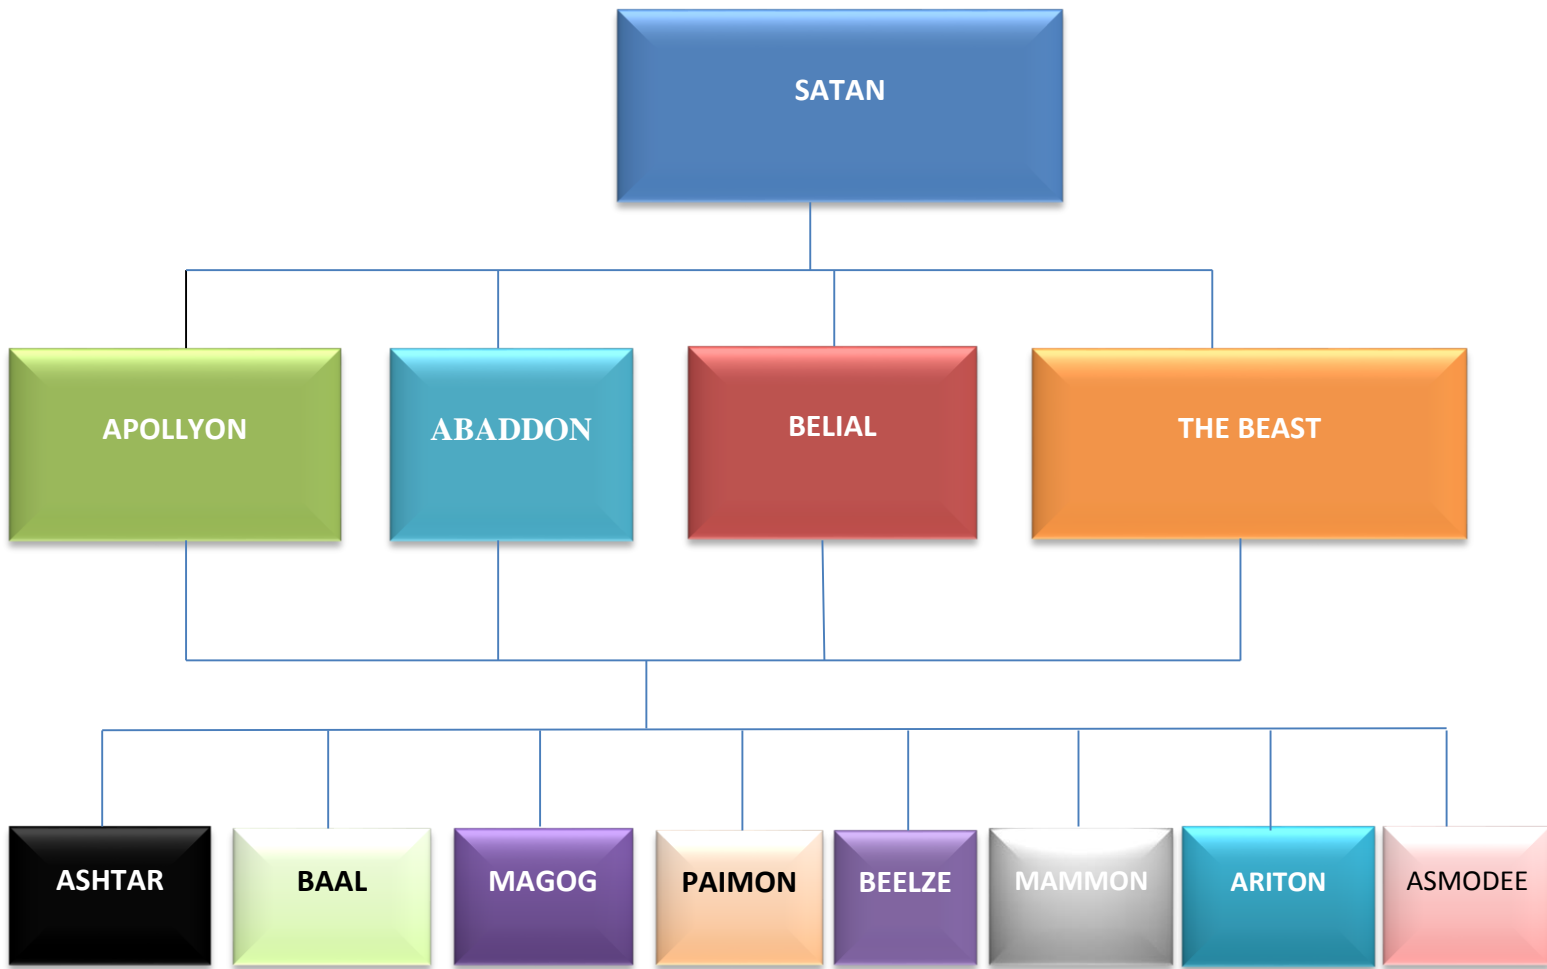 SATAN
APOLLYON
ABADDON
BELIAL
THE BEAST
ASHTAR
BAAL
MAGOG
PAIMON
BEELZE
MAMMON
ARITON
ASMODEE